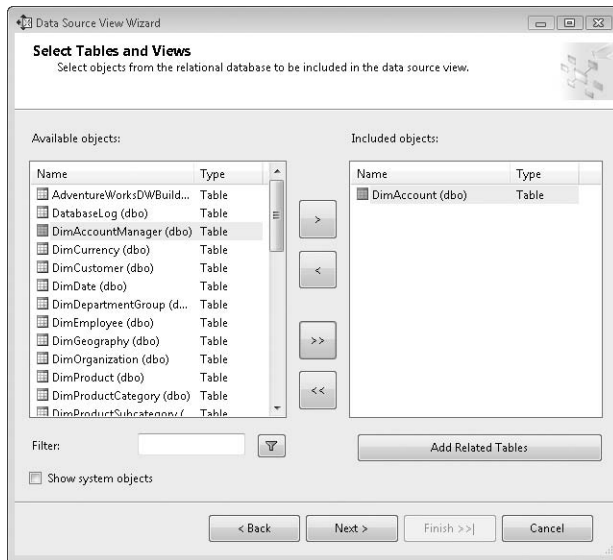 Data Source View Wizard
Select Tables and Views
Select objects from the relational database to be included in the data source view.
Available objects:
Name Type
AdventureWorksDWBuild... Table
DatabaseLog (dbo) Table
DimAccountManager (dbo) Table
DimCurrency (dbo) Table
DimCustomer (dbo) Table
DimDate (dbo) Table
DimDepartmentGroup (d... Table
DimEmployee (dbo) Table
DimGeography (dbo) Table
DimOrganization (dbo) Table
DimProduct (dbo) Table
DimProductCategory (dbo) Table
DimProductSubcategory ( Table
>
<
>>
<<
Included objects:
Name Type
DimAccount (dbo) Table
Filter:
Add Related Tables
Show system objects
< Back Next > Finish >>| Cancel